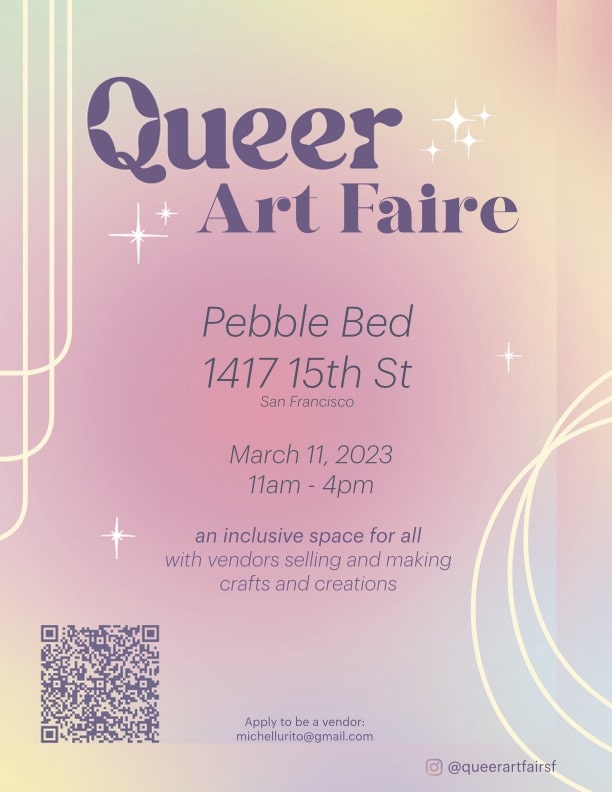 Queer
Art Faire
Pebble Bed
1417 15th St
San Francisco
March 11, 2023
11am - 4pm
an inclusive space for all
with vendors selling and making
crafts and creations
Apply to be a vendor:
michellurito@gmail.com
@queerartfairsf